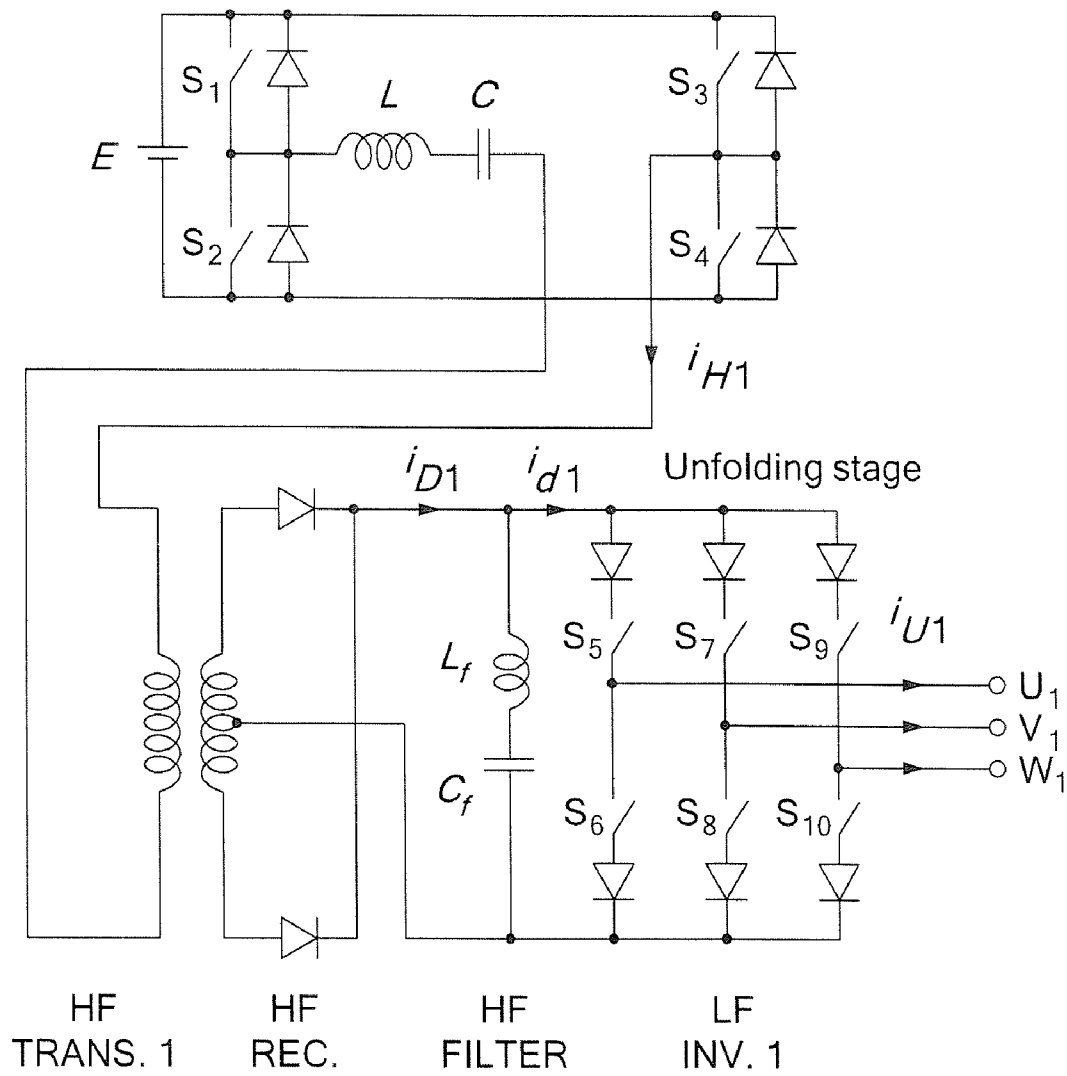 S1
L
C
S3
E
S2
S4
iH1
iD1
id1
Unfolding stage
iU1
S5
S7
S9
Lf
U1
V1
W1
Cf
S6
S8
S10
HF TRANS. 1
HF REC.
HF FILTER
LF INV. 1